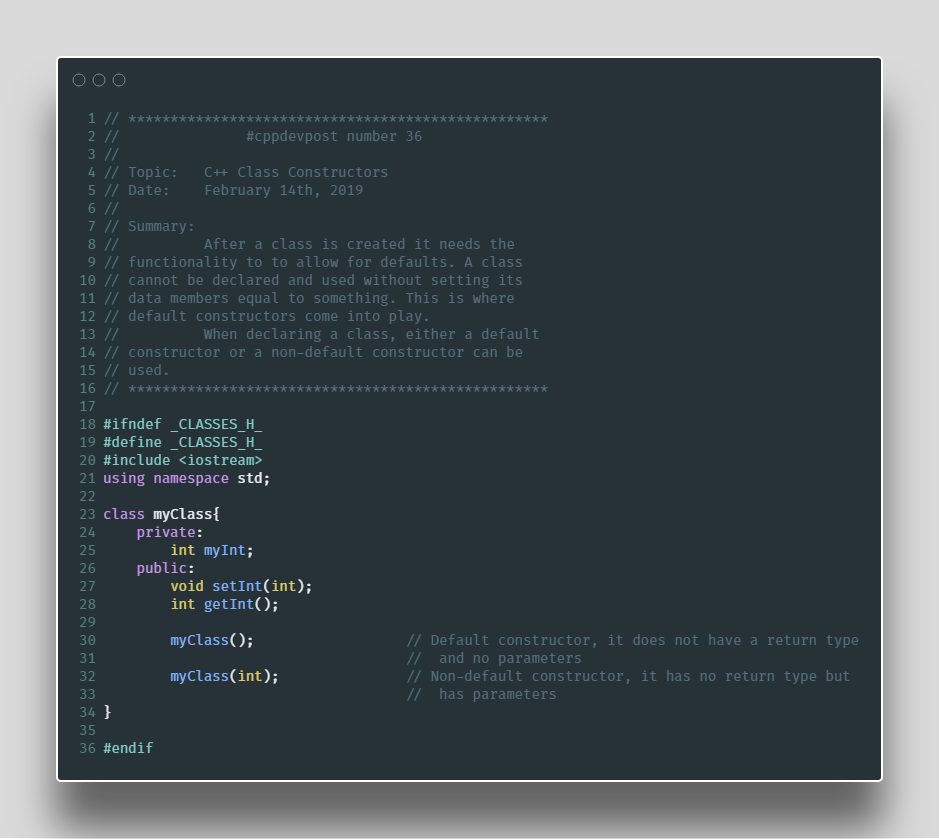 1 // **************************************************
2 //               #cppdevpost number 36
3 //
4 // Topic:   C++ Class Constructors
5 // Date:    February 14th, 2019
6 //
7 // Summary:
8 //          After a class is created it needs the
9 // functionality to to allow for defaults. A class
10 // cannot be declared and used without setting its
11 // data members equal to something. This is where
12 // default constructors come into play.
13 //          When declaring a class, either a default
14 // constructor or a non-default constructor can be
15 // used.
16 // **************************************************
17
18 #ifndef _CLASSES_H_
19 #define _CLASSES_H_
20 #include <iostream>
21 using namespace std;
22
23 class myClass{
24     private:
25         int myInt;
26     public:
27         void setInt(int);
28         int getInt();
29
30         myClass();                  // Default constructor, it does not have a return type
31                                     //  and no parameters
32         myClass(int);               // Non-default constructor, it has no return type but
33                                     //  has parameters
34 }
35
36 #endif